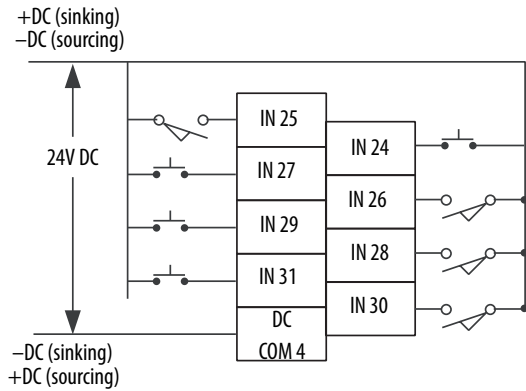 +DC (sinking)
−DC (sourcing)
24V DC
IN 25
IN 24
IN 27
IN 26
IN 29
IN 28
IN 31
IN 30
DC
COM 4
−DC (sinking)
+DC (sourcing)